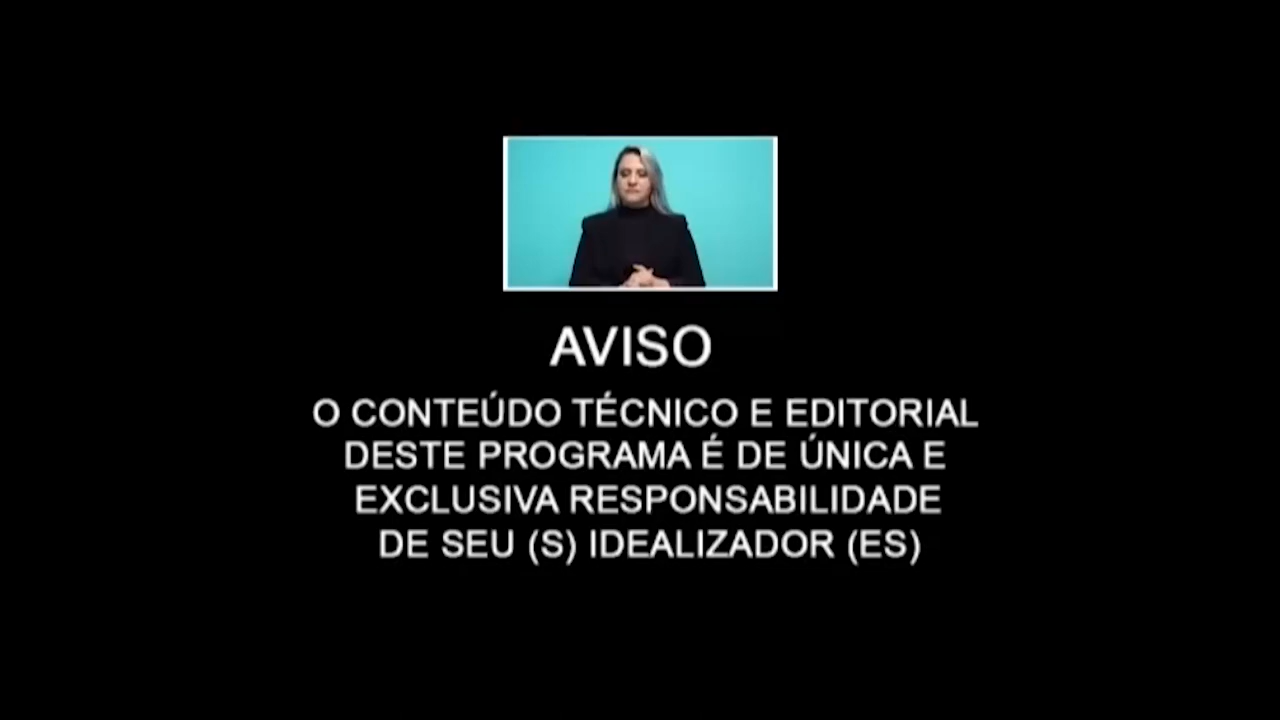 AVISO
O CONTEÚDO TÉCNICO E EDITORIAL
DESTE PROGRAMA É DE ÚNICA E
EXCLUSIVA RESPONSABILIDADE
DE SEU (S) IDEALIZADOR (ES)